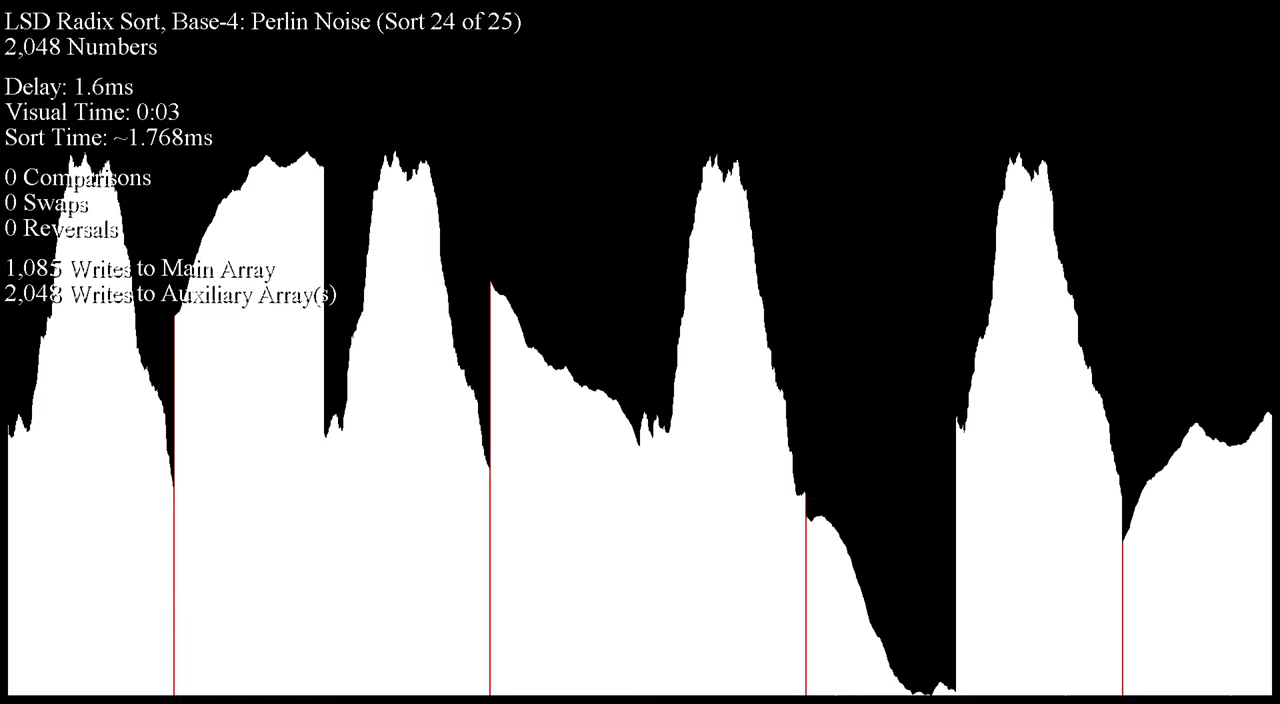 LSD Radix Sort, Base-4: Perlin Noise (Sort 24 of 25)
2,048 Numbers
Delay: 1.6ms
Visual Time: 0:03
Sort Time: ~1.768ms
0 Comparisons
0 Swaps
0 Reversals
1,085 Writes to Main Array
2,048 Writes to Auxiliary Array(s)